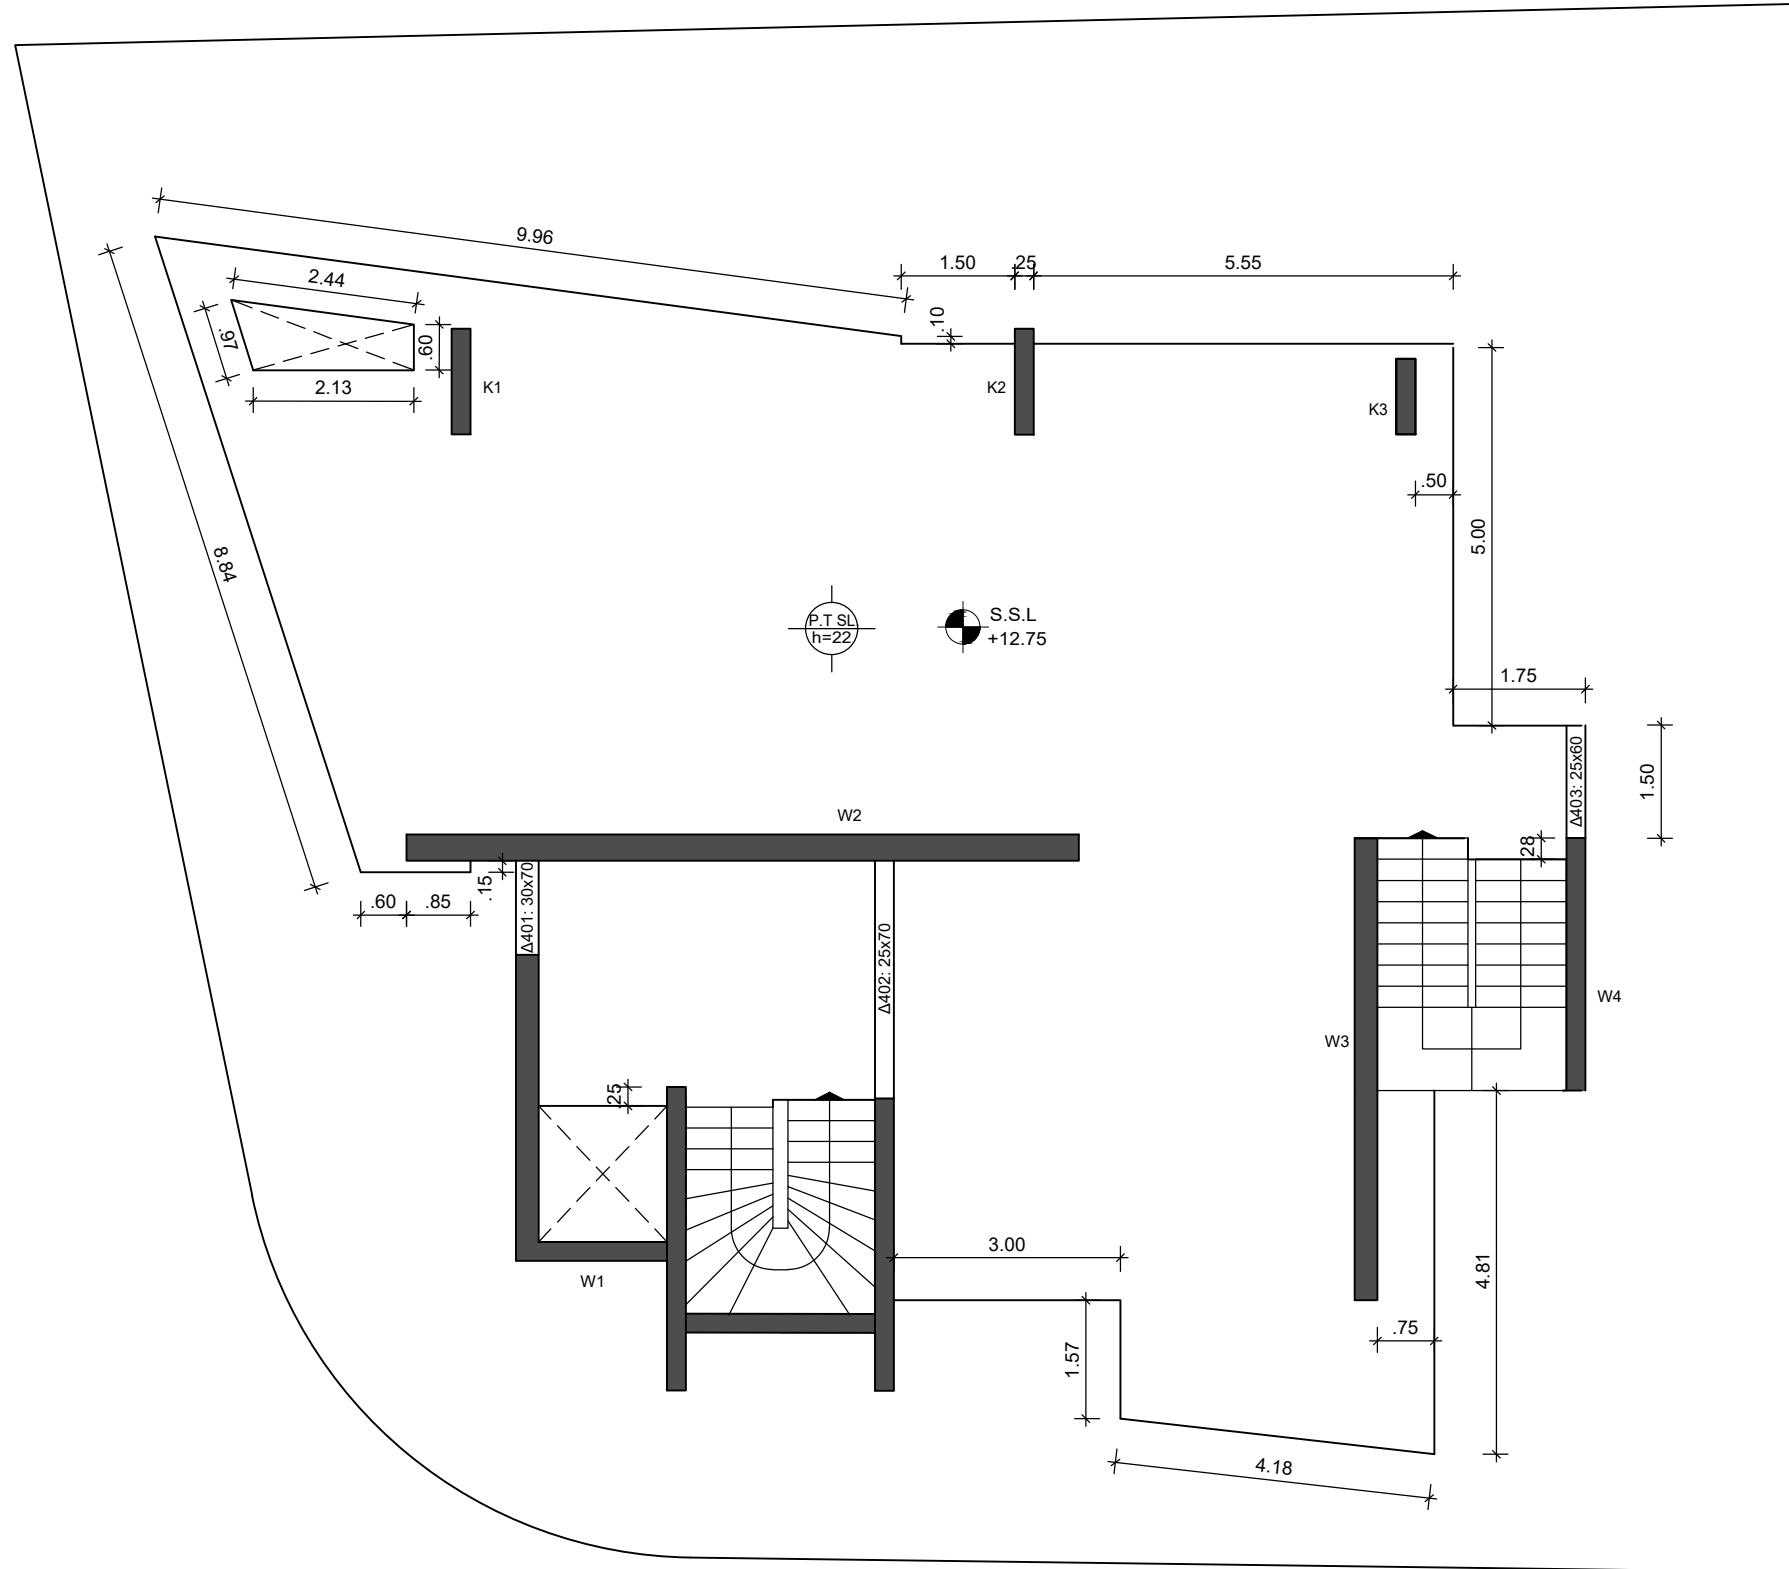 9.96
2.44
1.50
.25
5.55
.10
.97
.60
2.13
K1
K2
K3
.50
5.00
8.84
P.T SL
h=22
S.S.L
+12.75
1.75
Δ403: 25x60
1.50
W2
.28
.15
.60
.85
Δ401: 30x70
Δ402: 25x70
W4
W3
.25
3.00
W1
4.81
.75
1.57
4.18